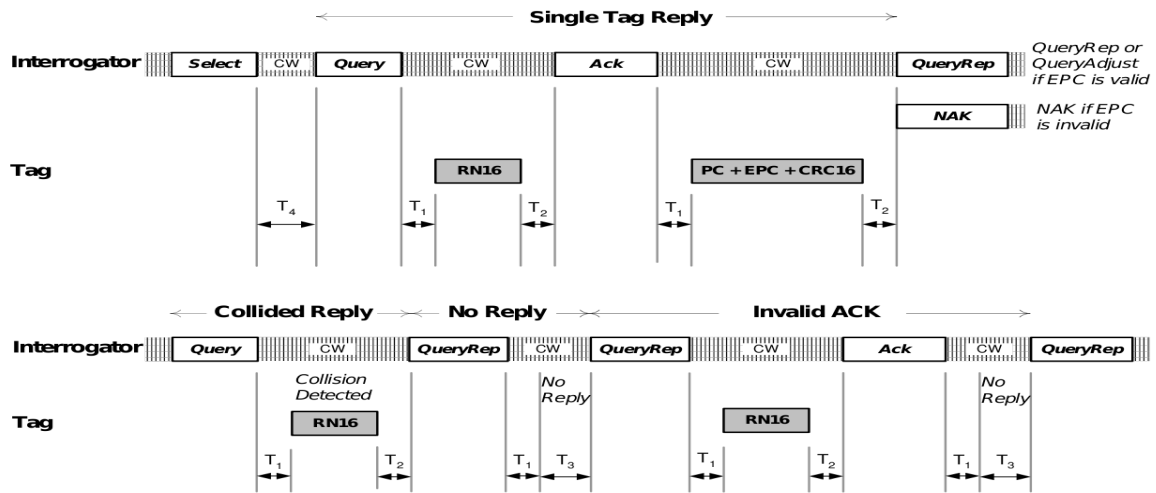 Single Tag Reply
Interrogator Select CW Query CW Ack CW QueryRep QueryRep or
QueryAdjust
if EPC is valid
NAK NAK if EPC
is invalid
Tag RN16 PC + EPC + CRC16
T4 T1 T2 T1 T2
Collided Reply No Reply Invalid ACK
Interrogator Query CW QueryRep CW QueryRep CW Ack CW QueryRep
Collision
Detected
No
Reply
No
Reply
Tag RN16 RN16
T1 T2 T1 T3 T1 T2 T1 T3